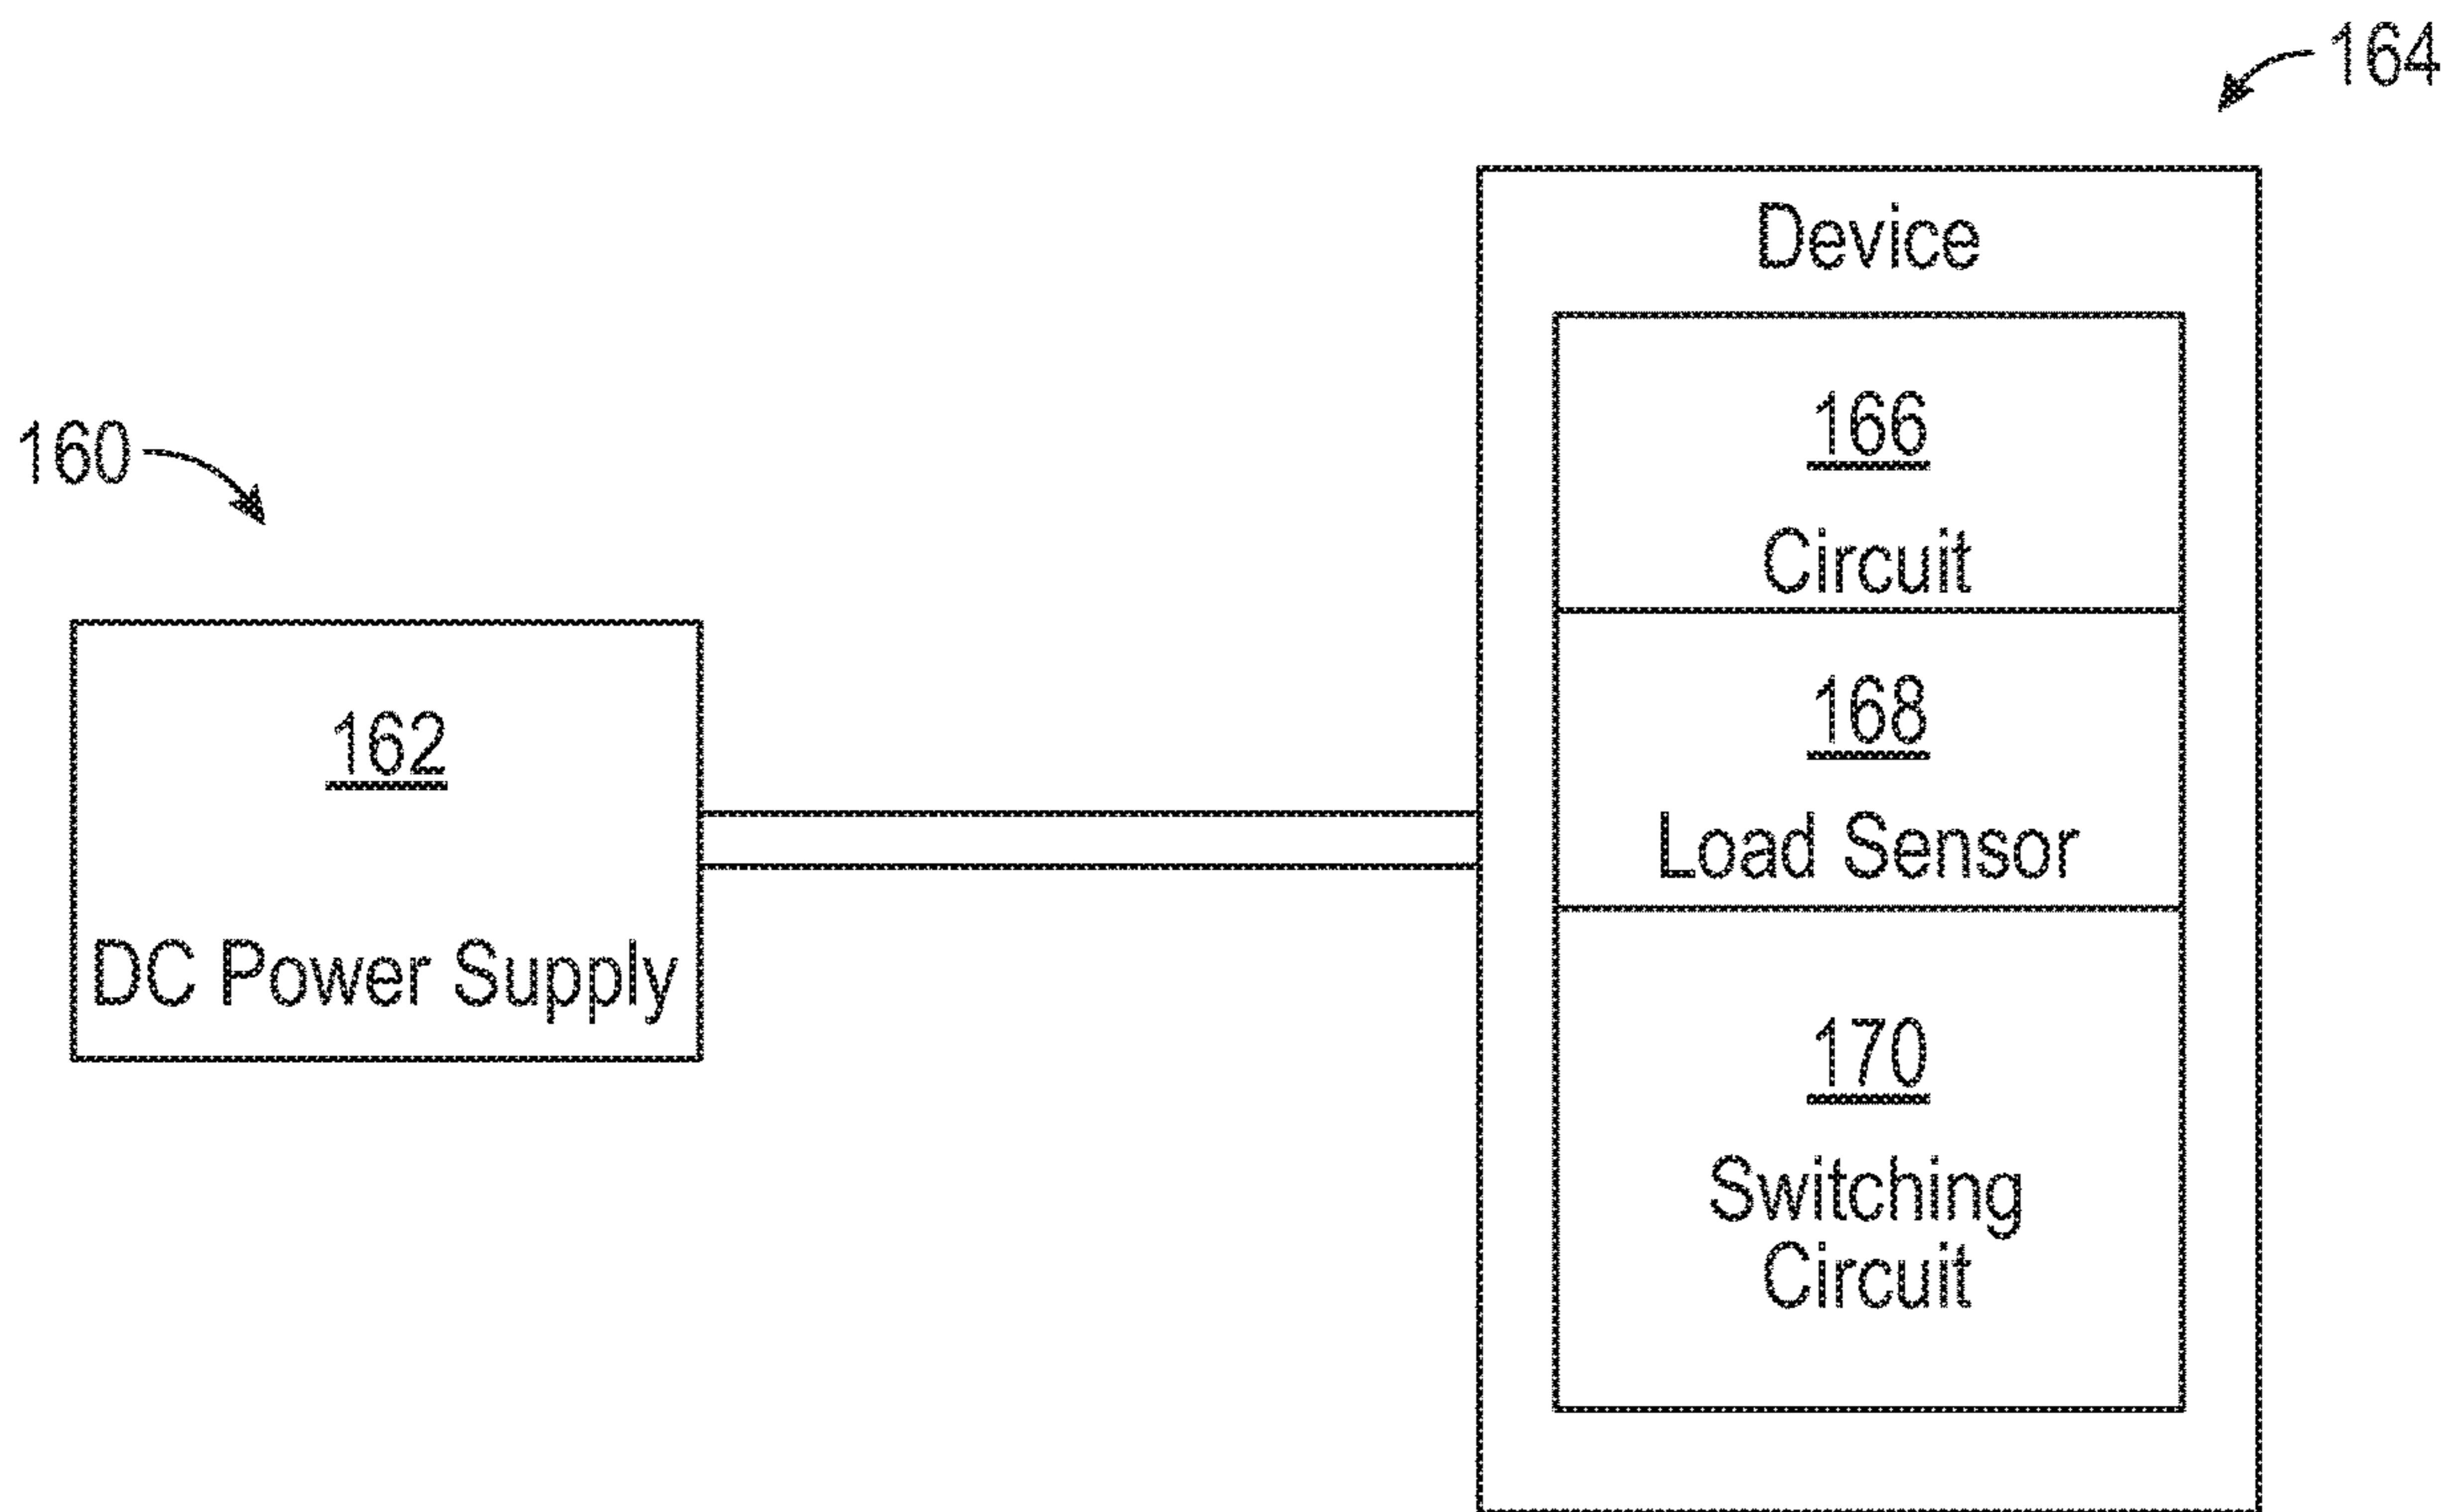 164
Device
166
Circuit
160
168
Load Sensor
162
DC Power Supply
170
Switching
Circuit